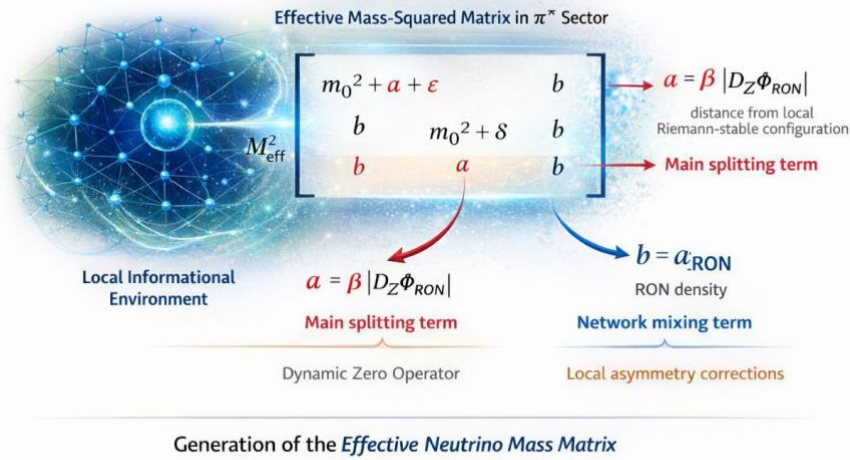 Effective Mass-Squared Matrix in π^π Sector
m₀² + a + ε b
b m₀² + δ b
M²eff
b a b
a = β |D_Z Φ_RON|
distance from local
Riemann-stable configuration
Main splitting term
Local Informational
Environment
a = β |D_Z Φ_RON|
Main splitting term
Dynamic Zero Operator
b = a:RON
RON density
Network mixing term
Local asymmetry corrections
Generation of the Effective Neutrino Mass Matrix